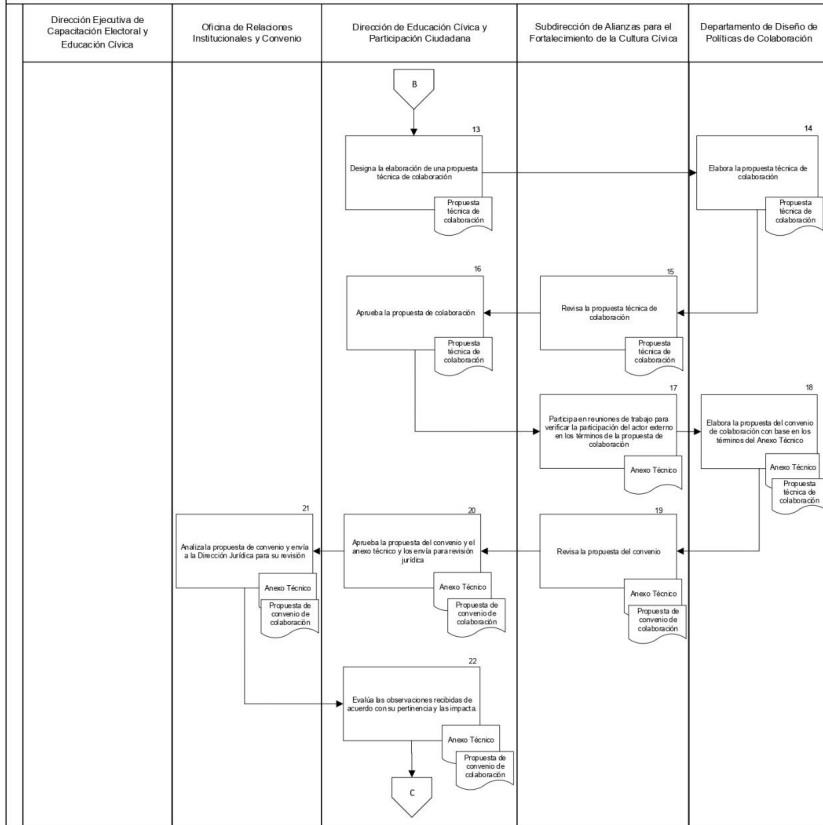 Dirección Ejecutiva de
Capacitación Electoral y
Educación Cívica
Oficina de Relaciones
Institucionales y Convenio
Dirección de Educación Cívica y
Participación Ciudadana
Subdirección de Alianzas para el
Fortalecimiento de la Cultura Cívica
Departamento de Diseño de
Políticas de Colaboración
B
13
Designa la elaboración de una propuesta
técnica de colaboración
Propuesta
técnica de
colaboración
14
Elabora la propuesta técnica de
colaboración
Propuesta
técnica de
colaboración
16
Aprueba la propuesta de colaboración
Propuesta
técnica de
colaboración
15
Revisa la propuesta técnica de
colaboración
Propuesta
técnica de
colaboración
17
Participa en reuniones de trabajo para
verificar la participación del actor externo
en los términos de la propuesta de
colaboración
Anexo Técnico
18
Elabora la propuesta del convenio
de colaboración con base en los
términos del Anexo Técnico
Anexo Técnico
Propuesta
técnica de
colaboración
21
Analiza la propuesta de convenio y envía
a la Dirección Jurídica para su revisión
Anexo Técnico
Propuesta de
convenio de
colaboración
20
Aprueba la propuesta del convenio y el
anexo técnico y los envía para revisión
jurídica
Anexo Técnico
Propuesta de
convenio de
colaboración
19
Revisa la propuesta del convenio
Anexo Técnico
Propuesta de
convenio de
colaboración
22
Evalúa las observaciones recibidas de
acuerdo con su pertinencia y las impacta.
Anexo Técnico
Propuesta de
convenio de
colaboración
C